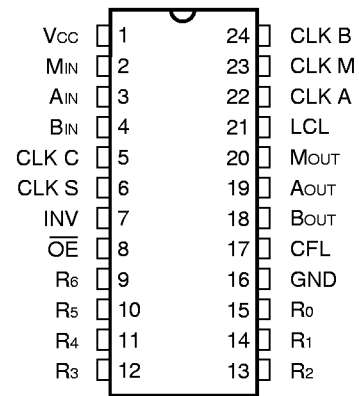 Vcc 1 24 CLK B
MIN 2 23 CLK M
AIN 3 22 CLK A
BIN 4 21 LCL
CLK C 5 20 MOUT
CLK S 6 19 AOUT
INV 7 18 BOUT
O̅E̅ 8 17 CFL
R6 9 16 GND
R5 10 15 R0
R4 11 14 R1
R3 12 13 R2